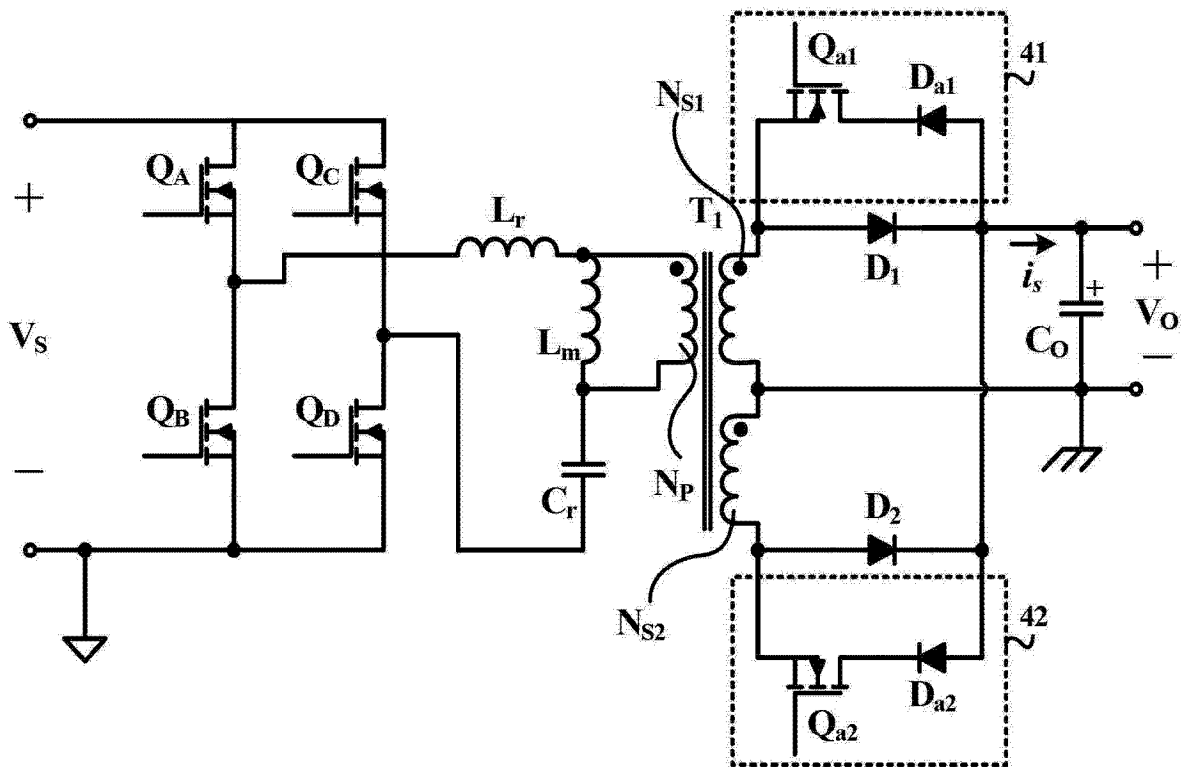 Qa1
Da1
41
NS1
QA
QC
+
Lr
T1
D1
is
+
+
VO
CO
−
VS
Lm
QB
QD
−
Cr
NP
D2
NS2
42
Da2
Qa2